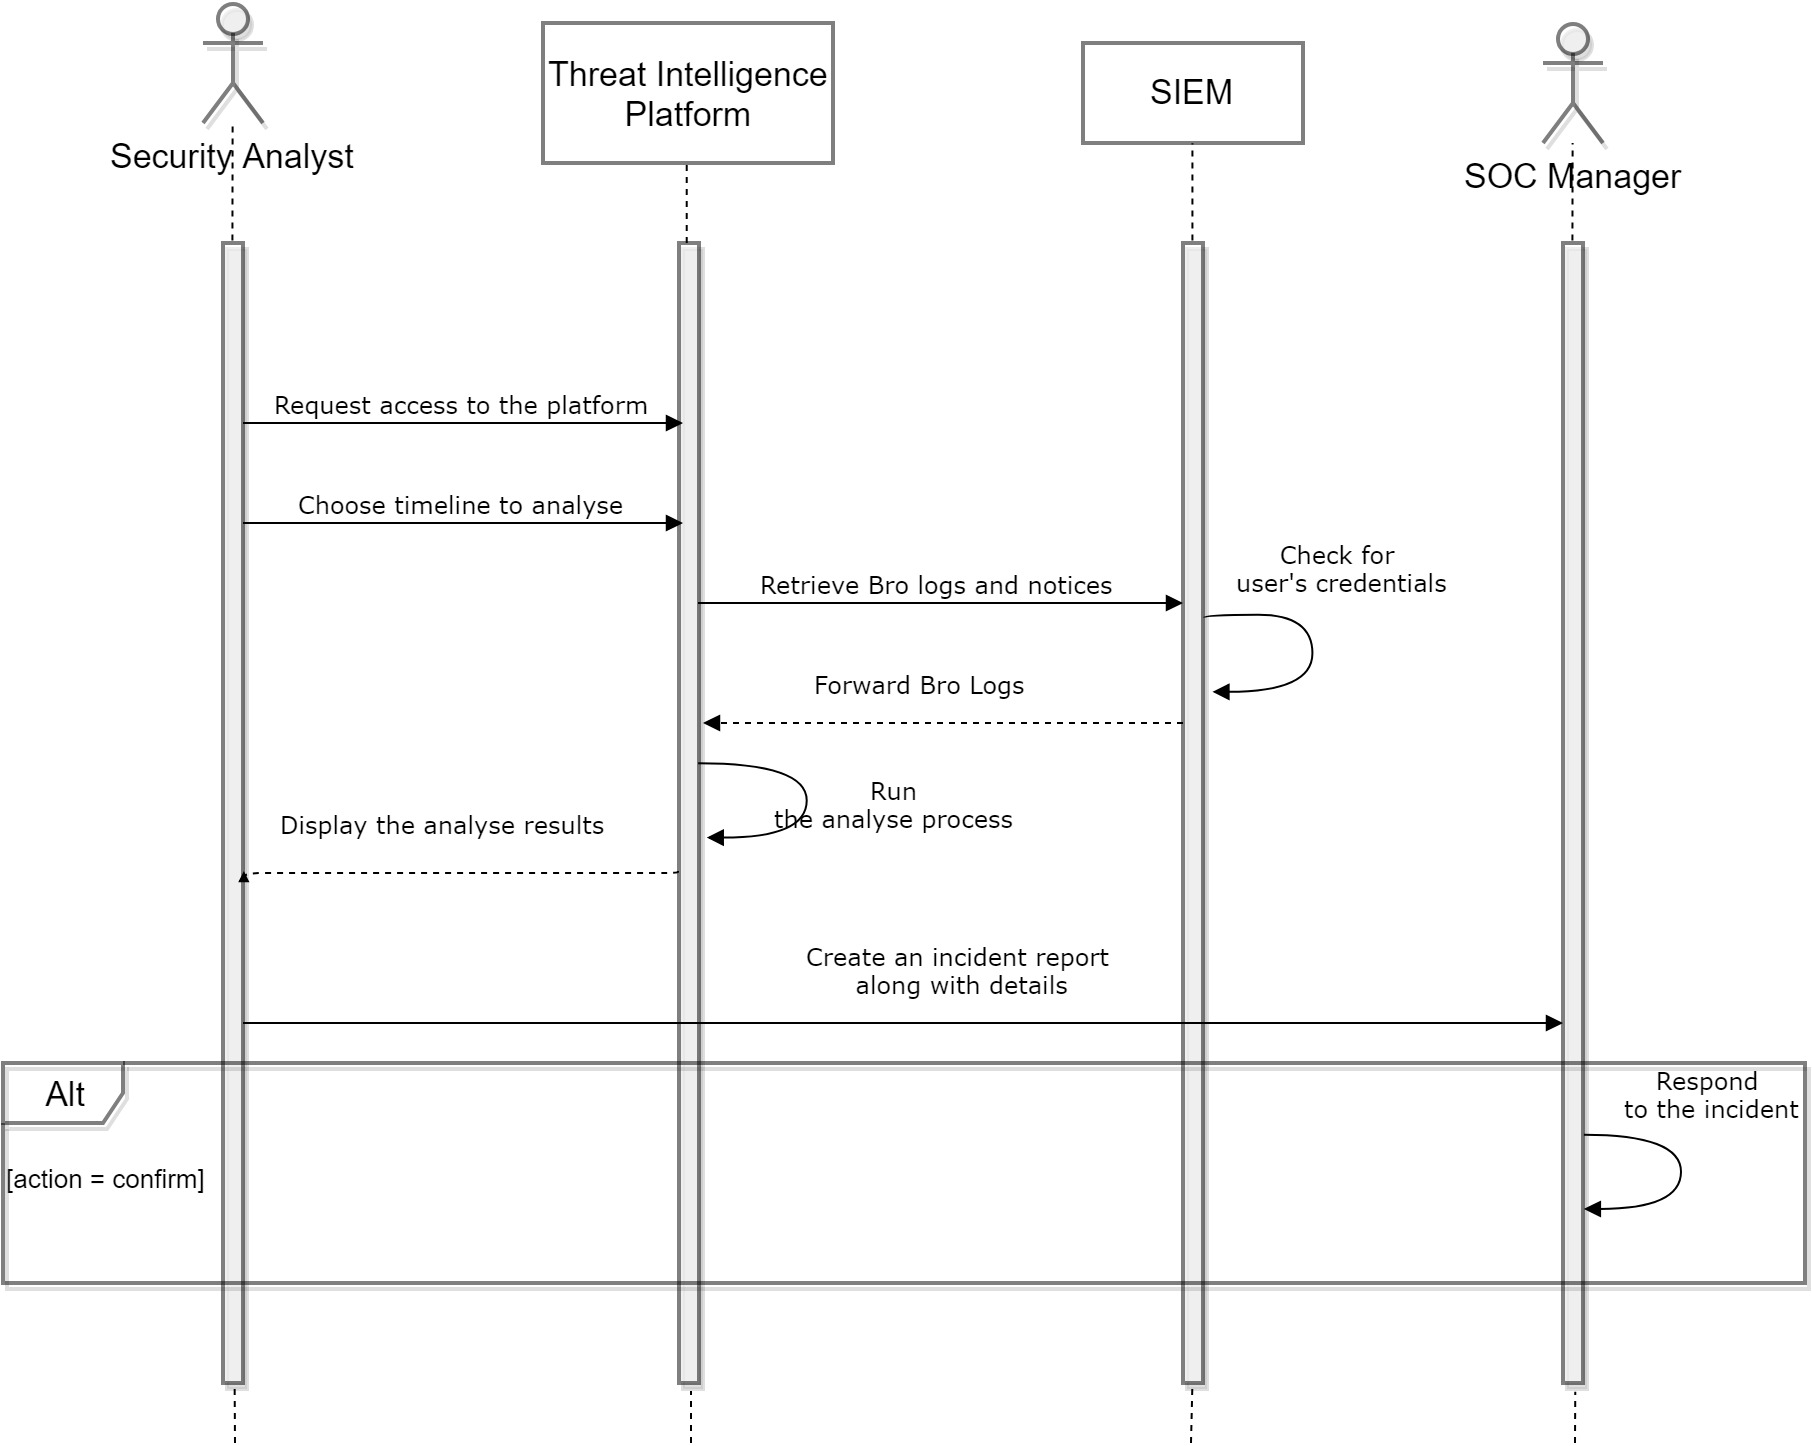 Security Analyst
Threat Intelligence
Platform
SIEM
SOC Manager
Request access to the platform
Choose timeline to analyse
Retrieve Bro logs and notices
Check for
user's credentials
Forward Bro Logs
Run
the analyse process
Display the analyse results
Create an incident report
along with details
Alt
Respond
to the incident
[action = confirm]